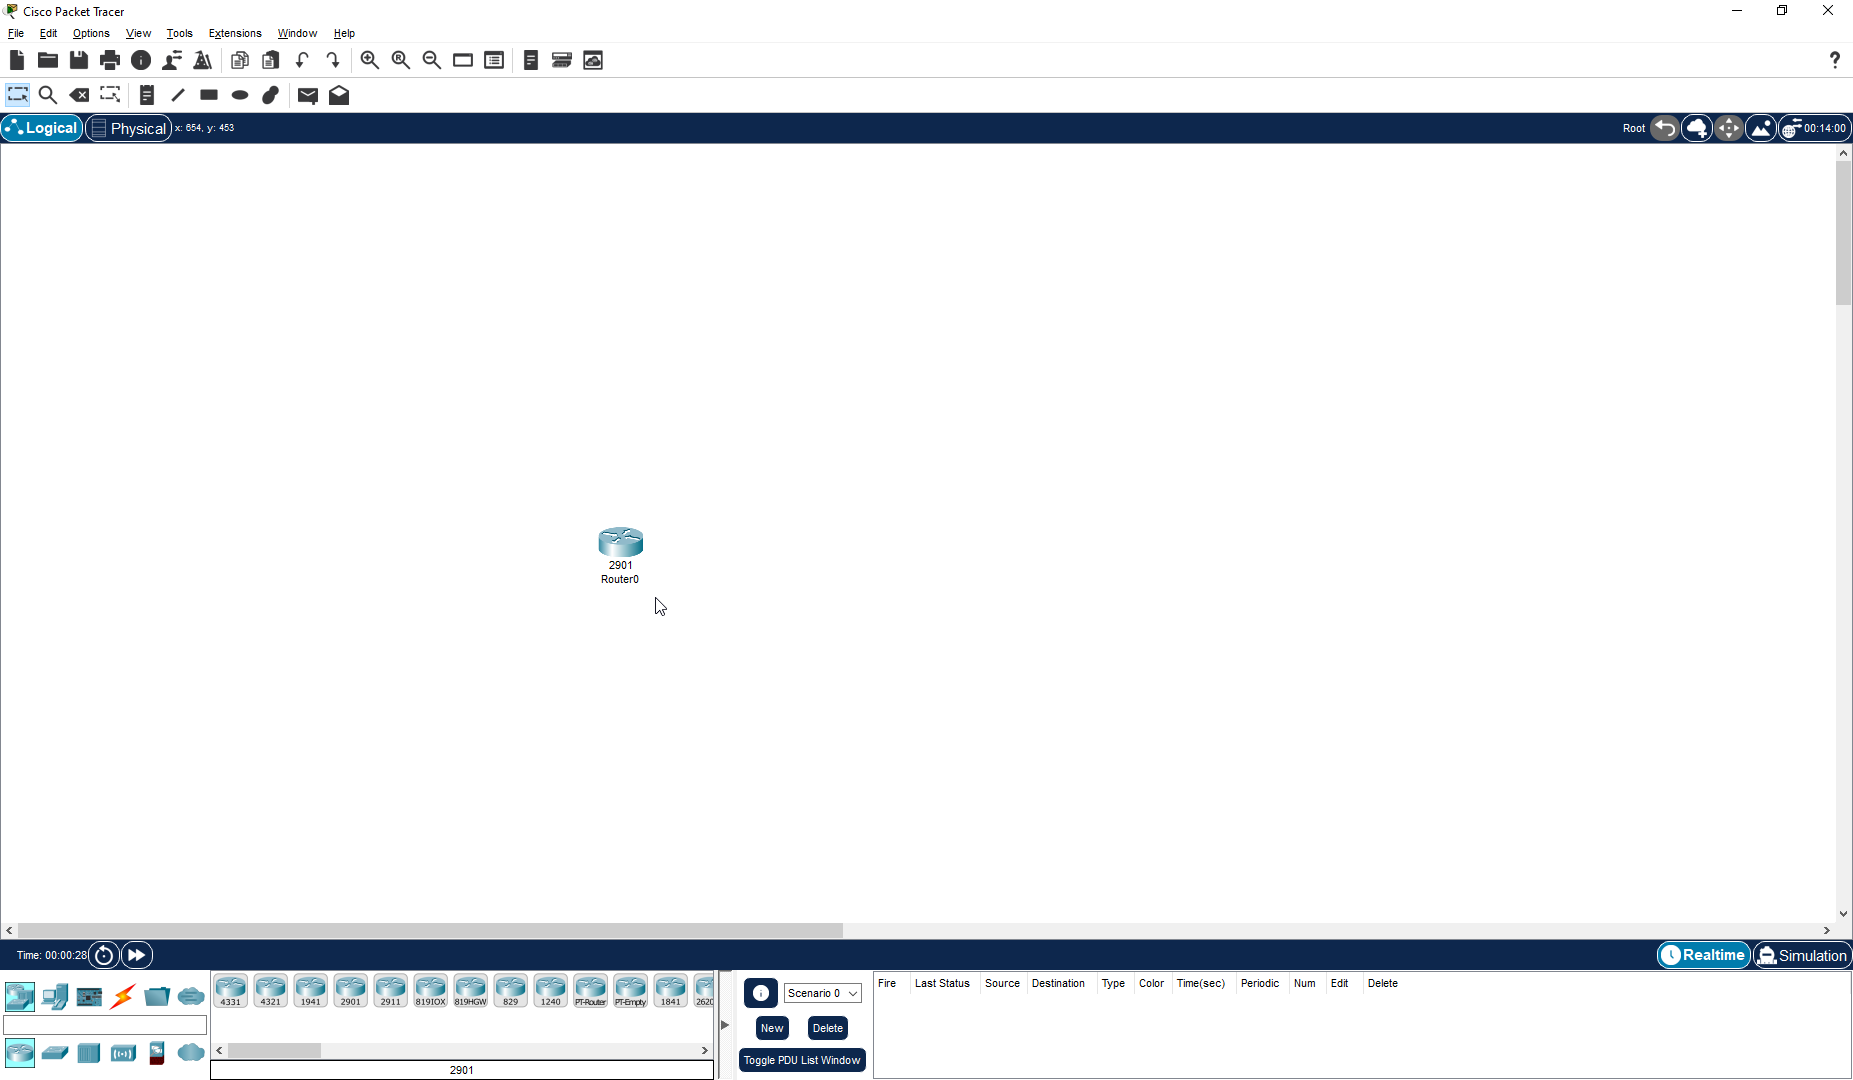 Cisco Packet Tracer
File Edit Options View Tools Extensions Window Help
?
Logical Physical x: 654, y: 453 Root 00:14:00
2901
Router0
Time: 00:00:28 Realtime Simulation
4331 4321 1941 2901 2911 819IOX 819HGW 829 1240 PT-Router PT-Empty 1841 2620
2901
Scenario 0
New Delete
Toggle PDU List Window
Fire Last Status Source Destination Type Color Time(sec) Periodic Num Edit Delete